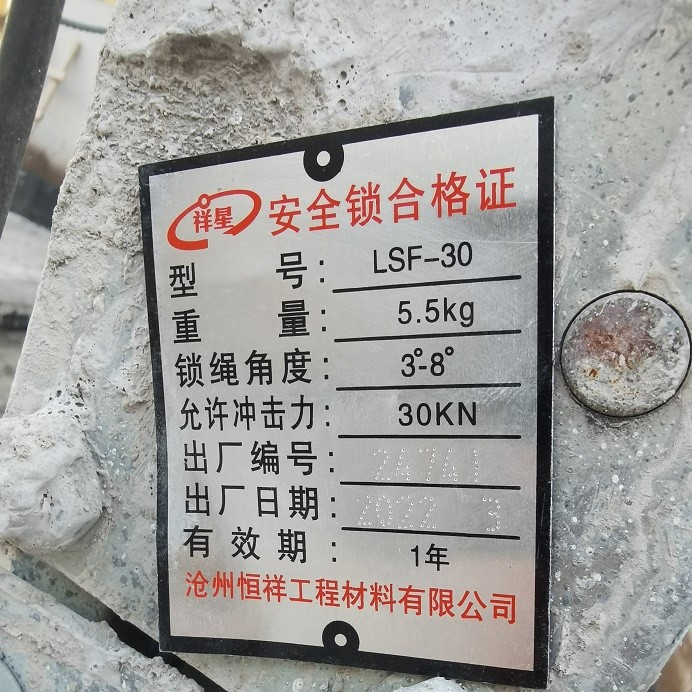 祥星 安全锁合格证
型号: LSF-30
重量: 5.5kg
锁绳角度: 3°-8°
允许冲击力: 30KN
出厂编号: 24741
出厂日期: 2022 3
有效期: 1年
沧州恒祥工程材料有限公司